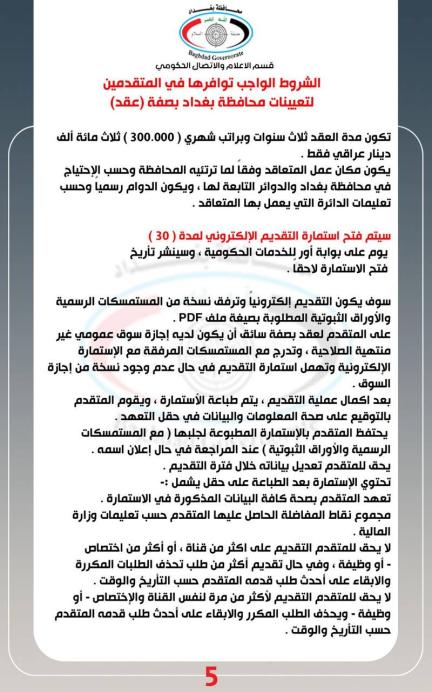 محافظة بغداد
Baghdad Governorate
قسم الاعلام والاتصال الحكومي
الشروط الواجب توافرها في المتقدمين
لتعيينات محافظة بغداد بصفة (عقد)
تكون مدة العقد ثلاث سنوات وبراتب شهري ( 300.000 ) ثلاث مائة ألف
دينار عراقي فقط .
يكون مكان عمل المتعاقد وفقاً لما ترتئيه المحافظة وحسب الإحتياج
في محافظة بغداد والدوائر التابعة لها ، ويكون الدوام رسمياً وحسب
تعليمات الدائرة التي يعمل بها المتعاقد .
سيتم فتح استمارة التقديم الإلكتروني لمدة ( 30 )
يوم على بوابة أور للخدمات الحكومية ، وسينشر تأريخ
فتح الاستمارة لاحقا .
سوف يكون التقديم إلكترونياً وترفق نسخة من المستمسكات الرسمية
والأوراق الثبوتية المطلوبة بصيغة ملف PDF .
على المتقدم لعقد بصفة سائق أن يكون لديه إجازة سوق عمومي غير
منتهية الصلاحية ، وتدرج مع المستمسكات المرفقة مع الإستمارة
الإلكترونية وتهمل استمارة التقديم في حال عدم وجود نسخة من إجازة
السوق .
بعد اكمال عملية التقديم ، يتم طباعة الأستمارة ، ويقوم المتقدم
بالتوقيع على صحة المعلومات والبيانات في حقل التعهد .
يحتفظ المتقدم بالإستمارة المطبوعة لجلبها ( مع المستمسكات
الرسمية والأوراق الثبوتية ) عند المراجعة في حال إعلان اسمه .
يحق للمتقدم تعديل بياناته خلال فترة التقديم .
تحتوي الإستمارة بعد الطباعة على حقل يشمل :-
تعهد المتقدم بصحة كافة البيانات المذكورة في الاستمارة .
مجموع نقاط المفاضلة الحاصل عليها المتقدم حسب تعليمات وزارة
المالية .
لا يحق للمتقدم التقديم على اكثر من قناة ، أو أكثر من اختصاص
- أو وظيفة ، وفي حال تقديم أكثر من طلب تحذف الطلبات المكررة
والابقاء على أحدث طلب قدمه المتقدم حسب التأريخ والوقت .
لا يحق للمتقدم التقديم لأكثر من مرة لنفس القناة والإختصاص - أو
وظيفة - ويحذف الطلب المكرر والابقاء على أحدث طلب قدمه المتقدم
حسب التأريخ والوقت .
5